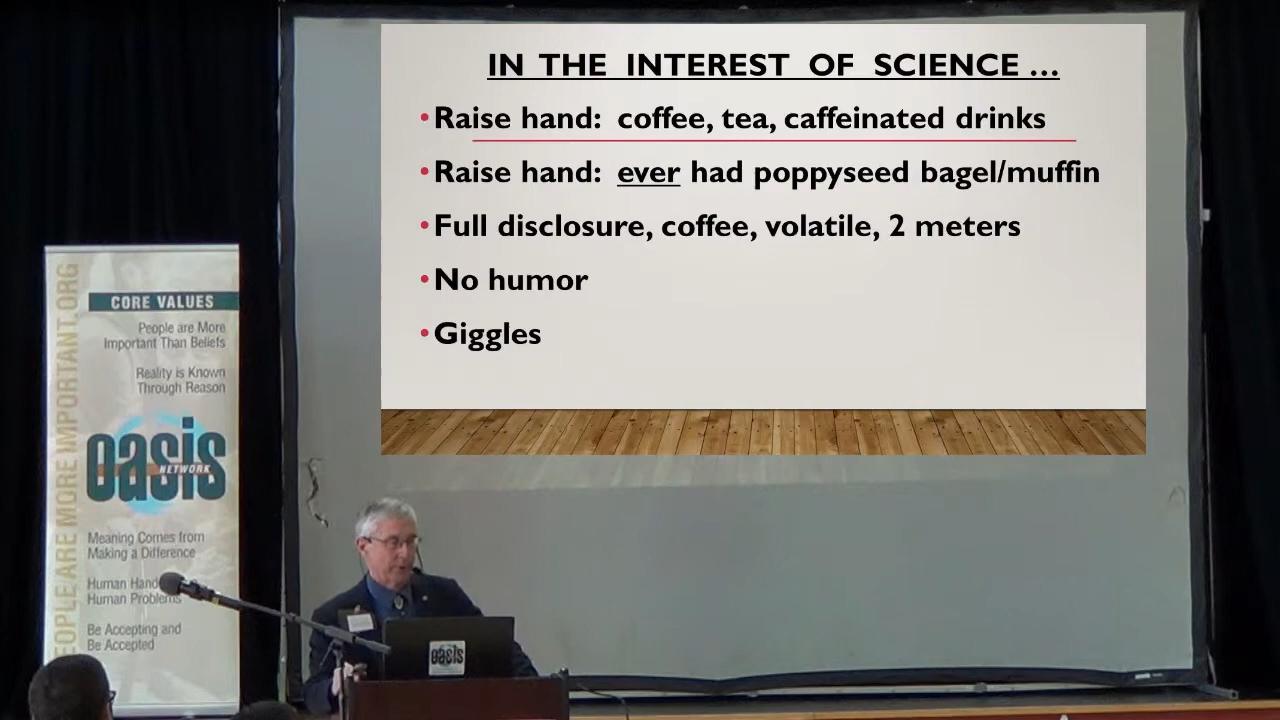 IN THE INTEREST OF SCIENCE ...
• Raise hand: coffee, tea, caffeinated drinks
• Raise hand: ever had poppyseed bagel/muffin
• Full disclosure, coffee, volatile, 2 meters
• No humor
• Giggles
PEOPLE ARE MORE IMPORTANT.ORG
CORE VALUES
People are More
Important Than Beliefs
Reality is Known
Through Reason
oasis
NETWORK
Meaning Comes from
Making a Difference
Human Hand
Human Problems
Be Accepting and
Be Accepted
oasis